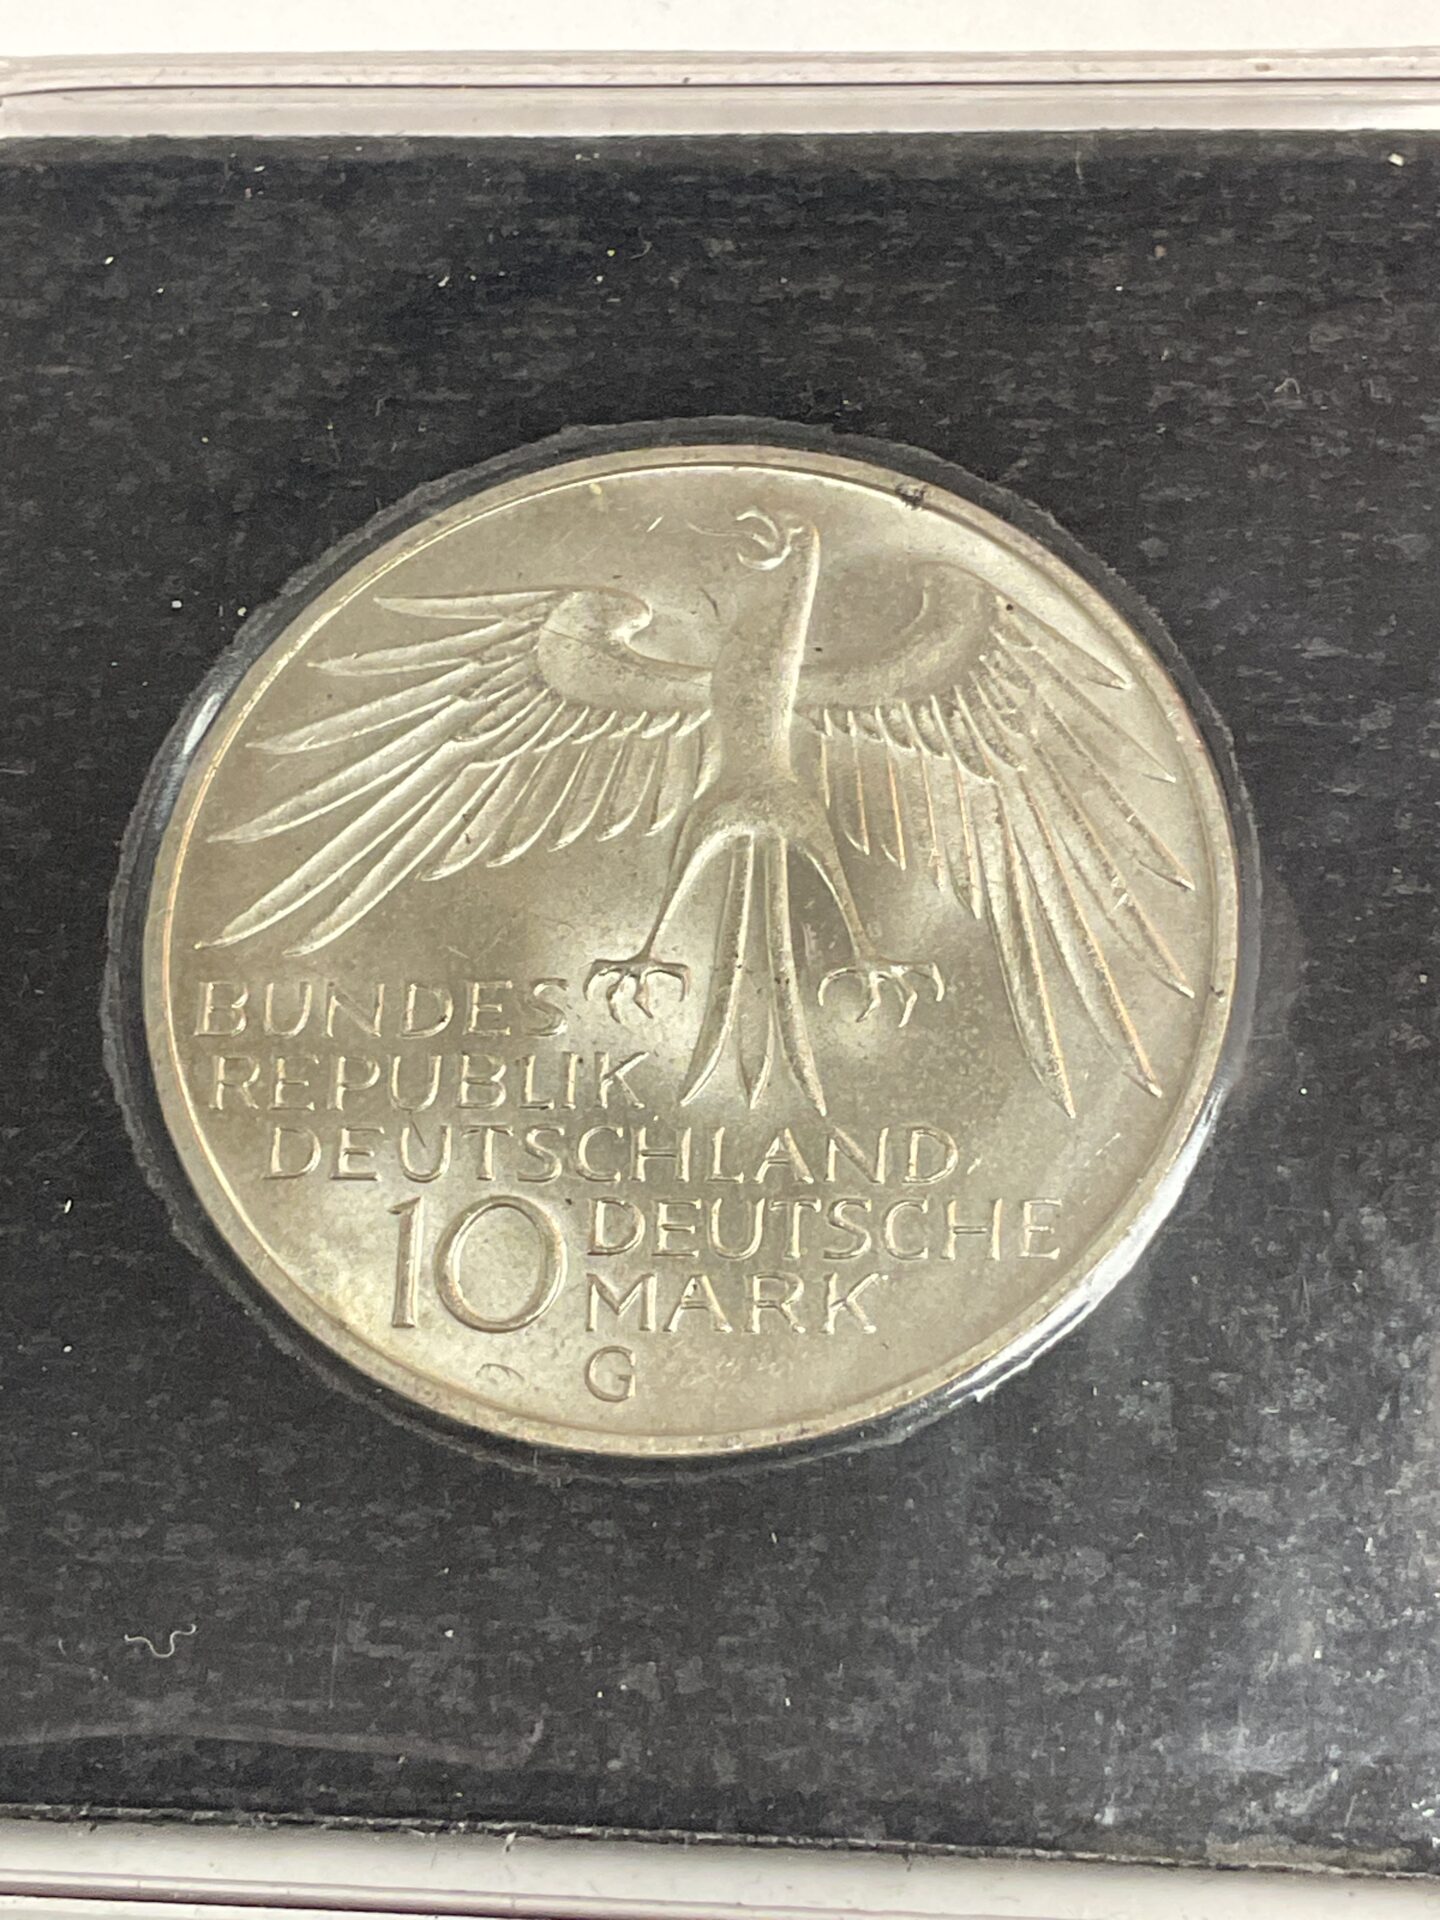 BUNDES
REPUBLIK
DEUTSCHLAND
10 DEUTSCHE
MARK
G